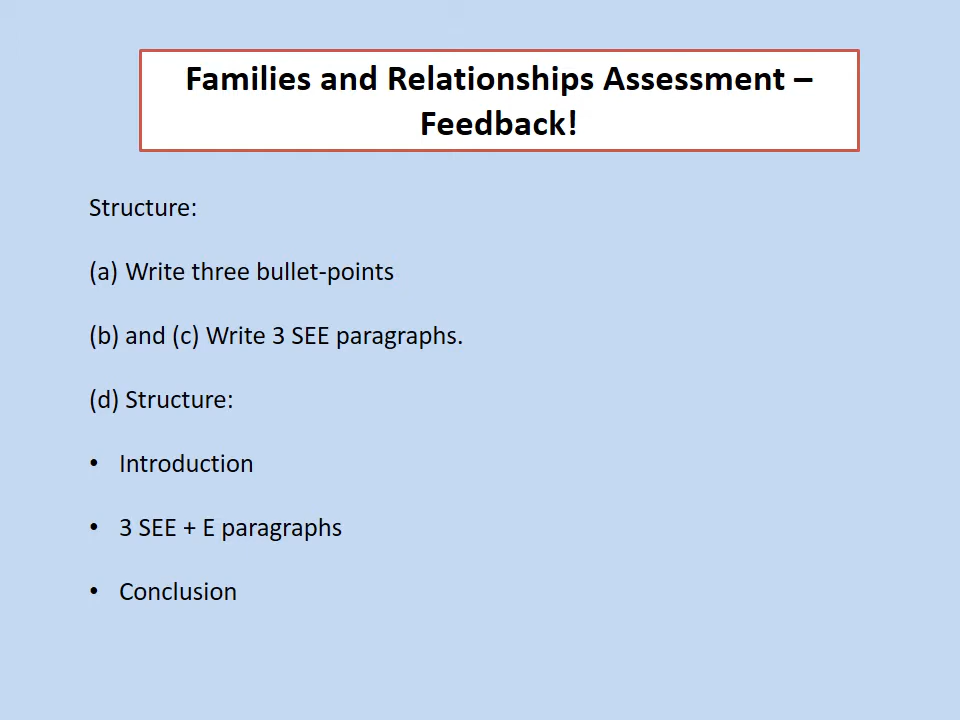 Families and Relationships Assessment –
Feedback!
Structure:
(a) Write three bullet-points
(b) and (c) Write 3 SEE paragraphs.
(d) Structure:
• Introduction
• 3 SEE + E paragraphs
• Conclusion